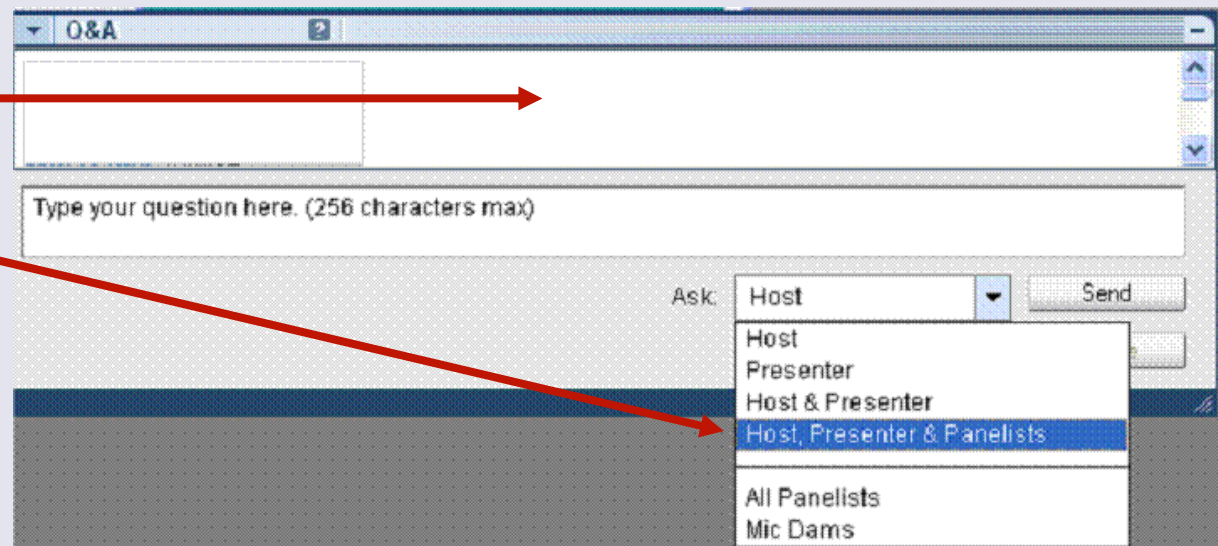 Q&A ?
Type your question here. (256 characters max)
Ask: Host Send
Host
Presenter
Host & Presenter
Host, Presenter & Panelists
All Panelists
Mic Dams